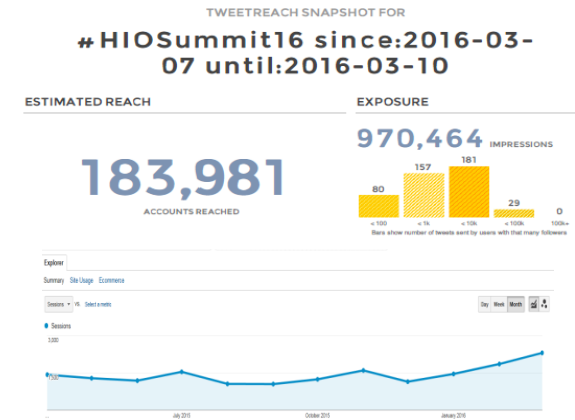 TWEETREACH SNAPSHOT FOR
#HIOSummit16 since:2016-03-
07 until:2016-03-10
ESTIMATED REACH
EXPOSURE
183,981
ACCOUNTS REACHED
970,464 IMPRESSIONS
80
157
181
29
0
< 100
< 1k
< 10k
< 100k
100k+
Bars show number of tweets sent by users with that many followers
Explorer
Summary Site Usage Ecommerce
Sessions VS. Select a metric
Day Week Month
Sessions
3,000
1,500
July 2015
October 2015
January 2016